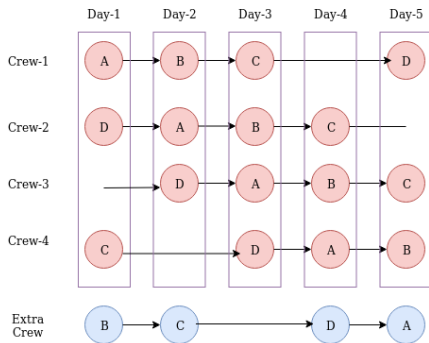 Day-1 Day-2 Day-3 Day-4 Day-5
Crew-1 A B C D
Crew-2 D A B C
Crew-3 D A B C
Crew-4 C D A B
Extra
Crew
B C D A